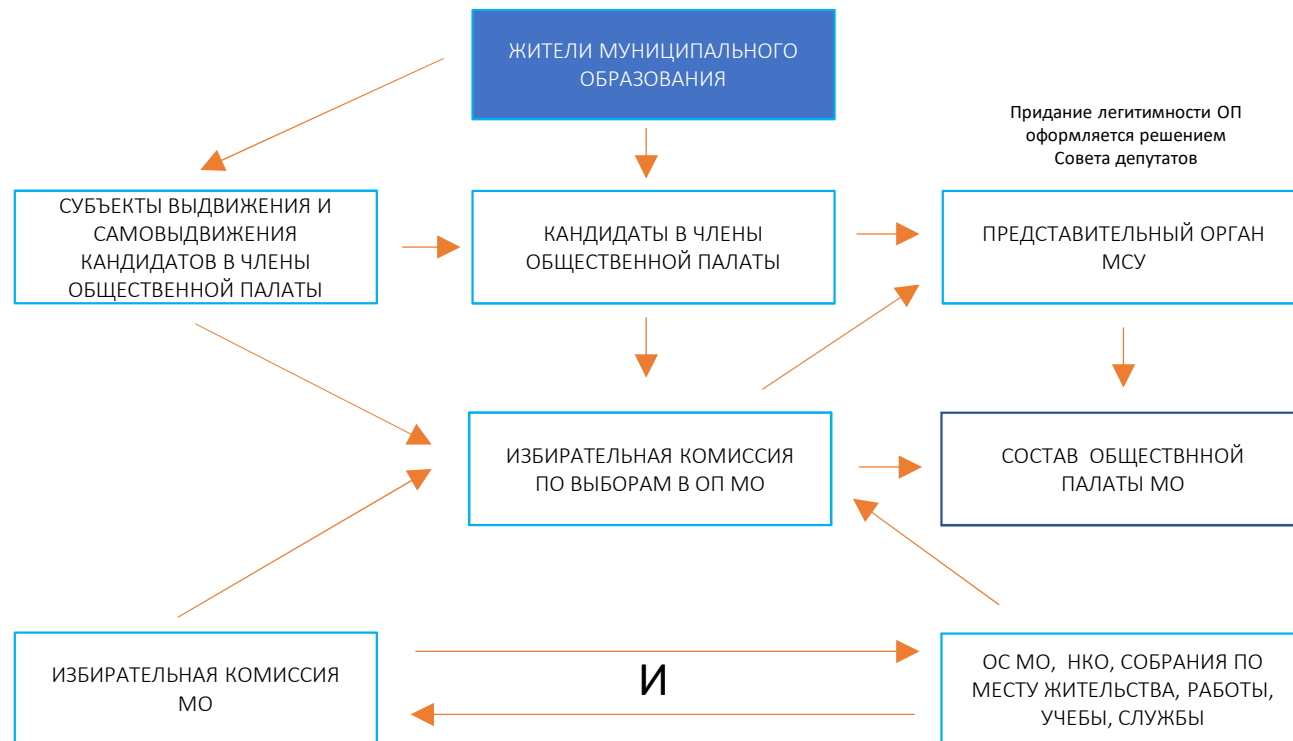 ЖИТЕЛИ МУНИЦИПАЛЬНОГО
ОБРАЗОВАНИЯ
Придание легитимности ОП
оформляется решением
Совета депутатов
СУБЪЕКТЫ ВЫДВИЖЕНИЯ И
САМОВЫДВИЖЕНИЯ
КАНДИДАТОВ В ЧЛЕНЫ
ОБЩЕСТВЕННОЙ ПАЛАТЫ
КАНДИДАТЫ В ЧЛЕНЫ
ОБЩЕСТВЕННОЙ ПАЛАТЫ
ПРЕДСТАВИТЕЛЬНЫЙ ОРГАН
МСУ
ИЗБИРАТЕЛЬНАЯ КОМИССИЯ
ПО ВЫБОРАМ В ОП МО
СОСТАВ ОБЩЕСТВННОЙ
ПАЛАТЫ МО
ИЗБИРАТЕЛЬНАЯ КОМИССИЯ
МО
И
ОС МО, НКО, СОБРАНИЯ ПО
МЕСТУ ЖИТЕЛЬСТВА, РАБОТЫ,
УЧЕБЫ, СЛУЖБЫ